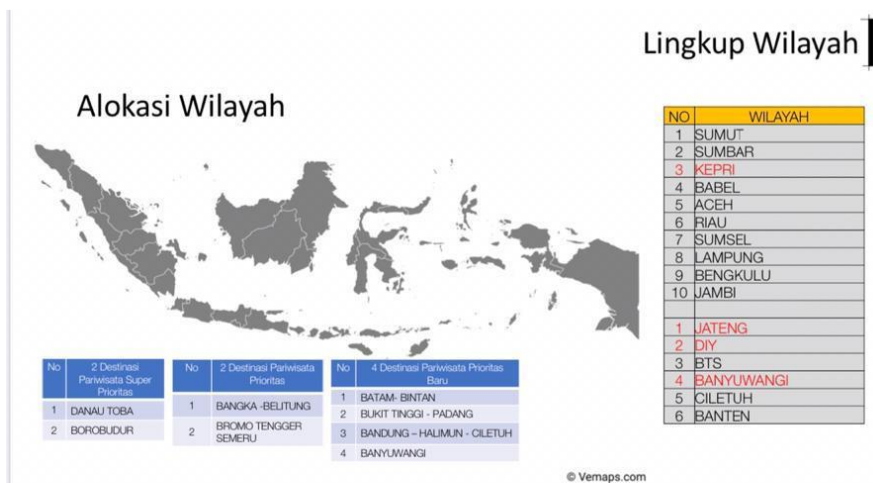 Lingkup Wilayah
Alokasi Wilayah
NO WILAYAH
1 SUMUT
2 SUMBAR
3 KEPRI
4 BABEL
5 ACEH
6 RIAU
7 SUMSEL
8 LAMPUNG
9 BENGKULU
10 JAMBI
1 JATENG
2 DIY
3 BTS
4 BANYUWANGI
5 CILETUH
6 BANTEN
No 2 Destinasi
Pariwisata Super
Prioritas
1 DANAU TOBA
2 BOROBUDUR
No 2 Destinasi Pariwisata
Prioritas
1 BANGKA -BELITUNG
2 BROMO TENGGER
SEMERU
No 4 Destinasi Pariwisata Prioritas
Baru
1 BATAM- BINTAN
2 BUKIT TINGGI - PADANG
3 BANDUNG – HALIMUN - CILETUH
4 BANYUWANGI
© Vemaps.com